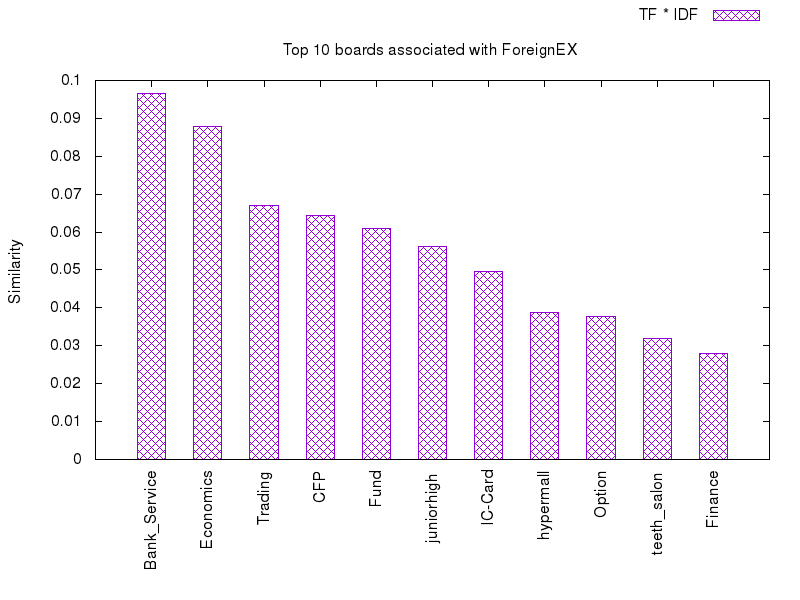 TF * IDF
Top 10 boards associated with ForeignEX
0.1
0.09
0.08
0.07
0.06
0.05
0.04
0.03
0.02
0.01
0
Similarity
Bank_Service
Economics
Trading
CFP
Fund
juniorhigh
IC-Card
hypermall
Option
teeth_salon
Finance